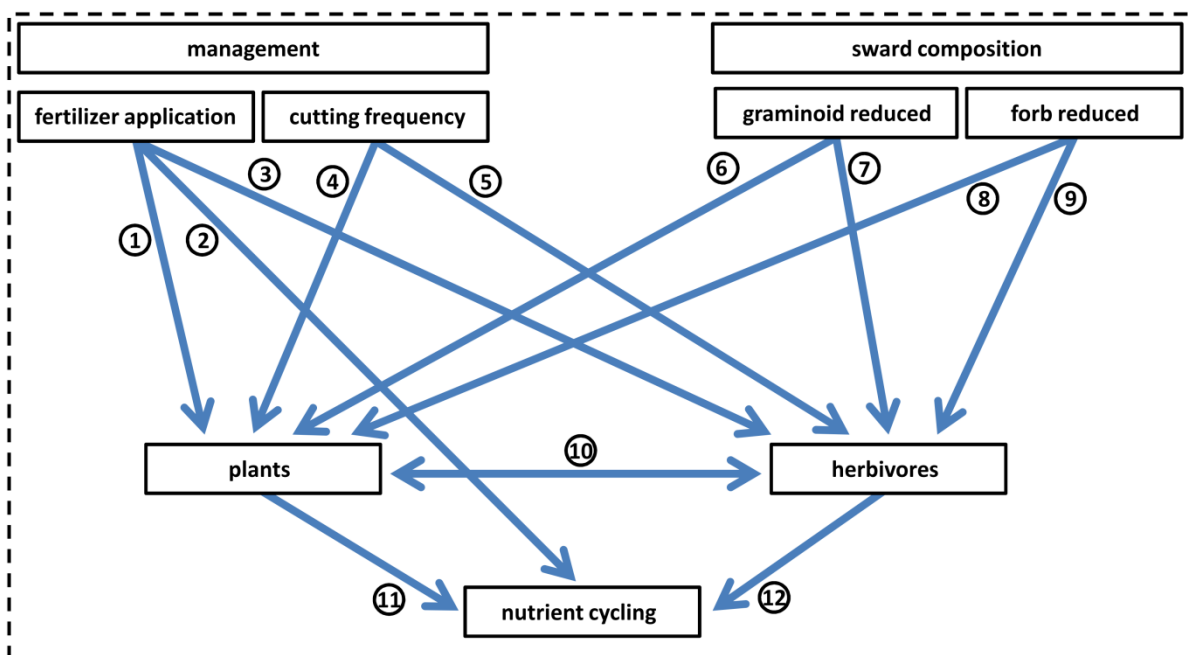 management
sward composition
fertilizer application
cutting frequency
graminoid reduced
forb reduced
3
4
5
6
7
8
9
1
2
10
plants
herbivores
11
12
nutrient cycling